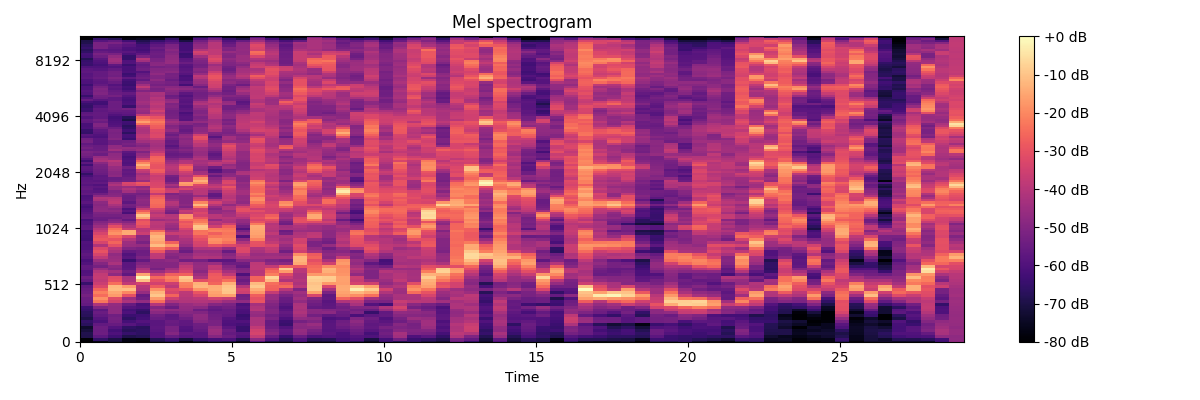 Mel spectrogram
8192
4096
2048
1024
512
0
Hz
0 5 10 15 20 25
Time
+0 dB
-10 dB
-20 dB
-30 dB
-40 dB
-50 dB
-60 dB
-70 dB
-80 dB